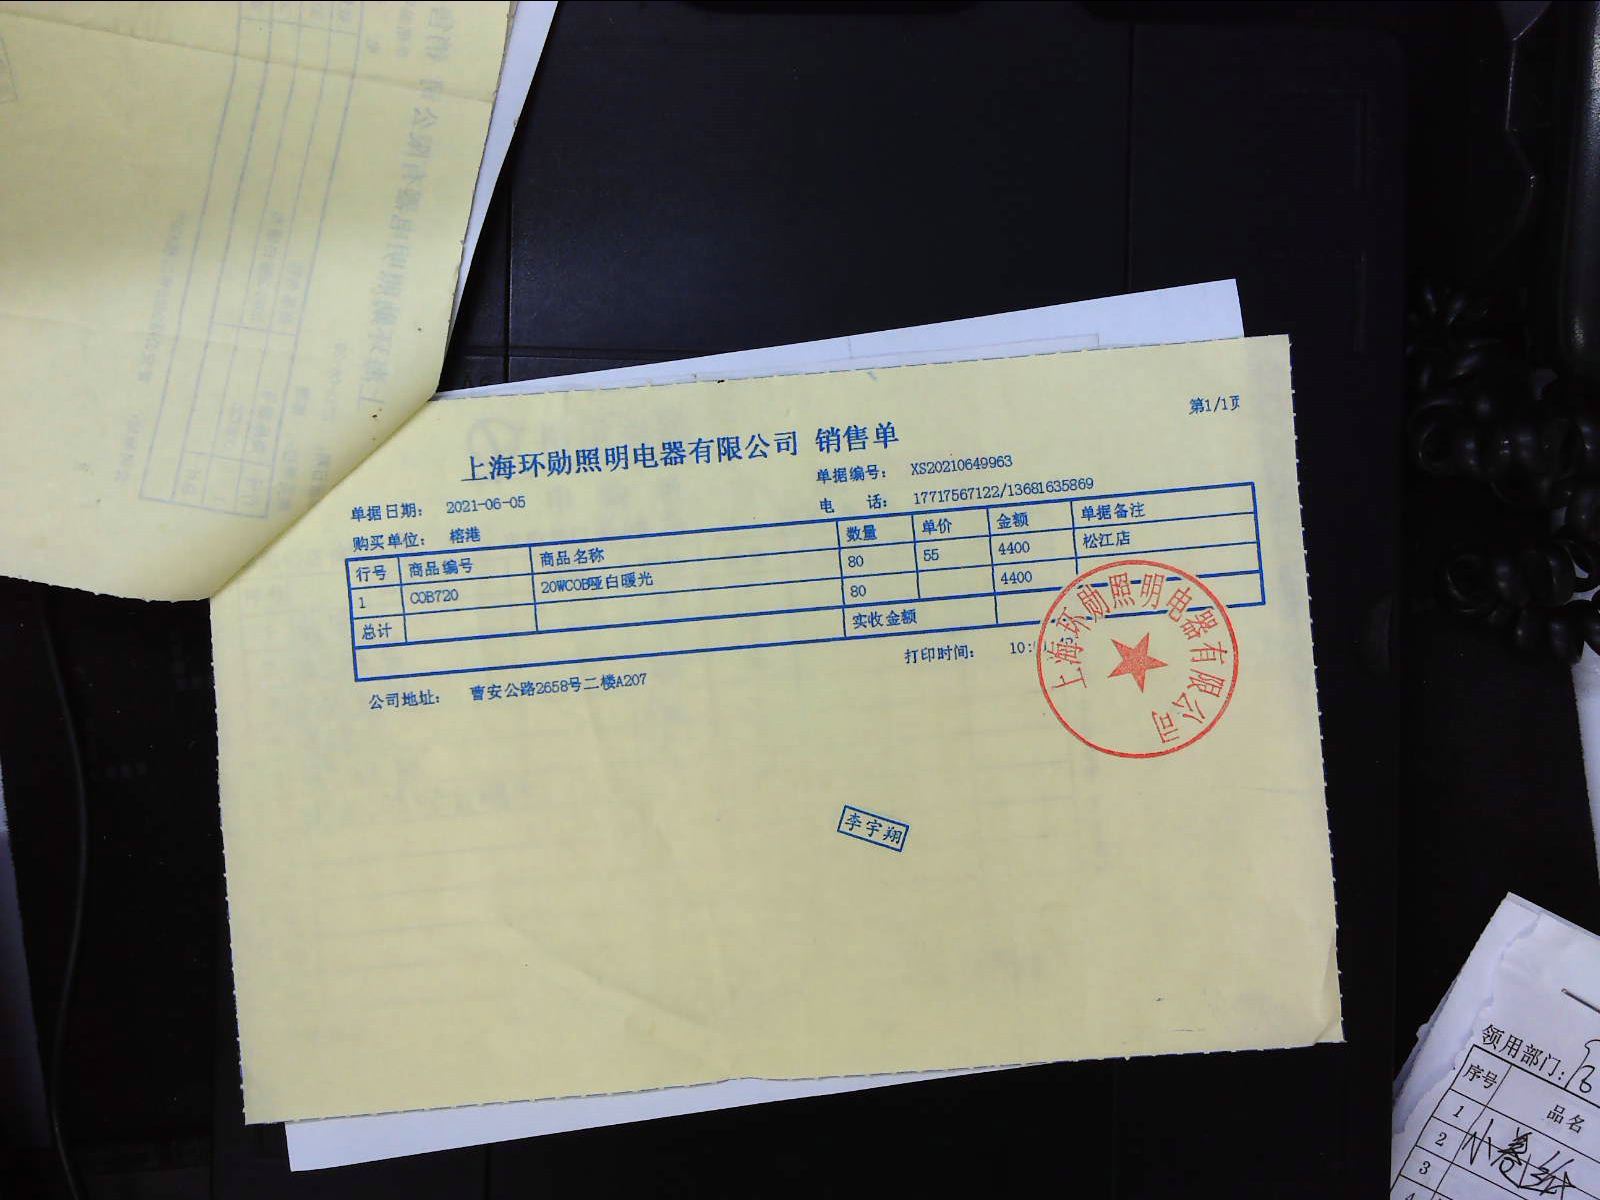 第1/1页
上海环勋照明电器有限公司 销售单
单据日期： 2021-06-05 单据编号： XS20210649963
购买单位： 榕港 电 话： 17717567122/13681635869
行号 商品编号 商品名称 数量 单价 金额 单据备注
1 COB720 20WCOB哑白暖光 80 55 4400 松江店
总计 80 4400
实收金额
打印时间： 10:
公司地址： 曹安公路2658号二楼A207
上海环勋照明电器有限公司
李宇翔
领用部门：
序号 品名
1
2 小卷纸
3